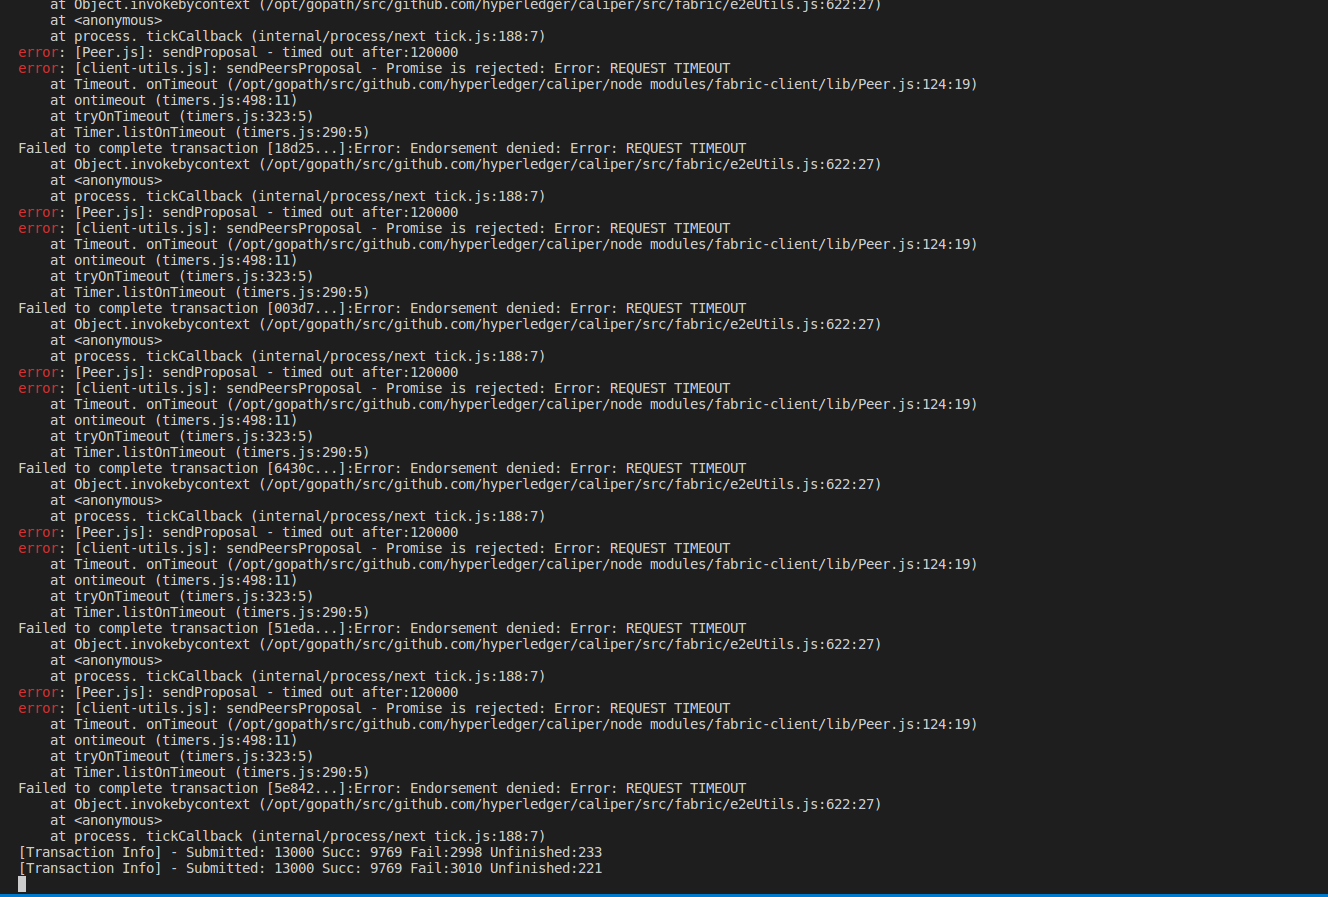 at Object.invokebycontext (/opt/gopath/src/github.com/hyperledger/caliper/src/fabric/e2eUtils.js:622:27)
at <anonymous>
at process. tickCallback (internal/process/next tick.js:188:7)
error: [Peer.js]: sendProposal - timed out after:120000
error: [client-utils.js]: sendPeersProposal - Promise is rejected: Error: REQUEST TIMEOUT
at Timeout. onTimeout (/opt/gopath/src/github.com/hyperledger/caliper/node modules/fabric-client/lib/Peer.js:124:19)
at ontimeout (timers.js:498:11)
at tryOnTimeout (timers.js:323:5)
at Timer.listOnTimeout (timers.js:290:5)
Failed to complete transaction [18d25...]:Error: Endorsement denied: Error: REQUEST TIMEOUT
at Object.invokebycontext (/opt/gopath/src/github.com/hyperledger/caliper/src/fabric/e2eUtils.js:622:27)
at <anonymous>
at process. tickCallback (internal/process/next tick.js:188:7)
error: [Peer.js]: sendProposal - timed out after:120000
error: [client-utils.js]: sendPeersProposal - Promise is rejected: Error: REQUEST TIMEOUT
at Timeout. onTimeout (/opt/gopath/src/github.com/hyperledger/caliper/node modules/fabric-client/lib/Peer.js:124:19)
at ontimeout (timers.js:498:11)
at tryOnTimeout (timers.js:323:5)
at Timer.listOnTimeout (timers.js:290:5)
Failed to complete transaction [003d7...]:Error: Endorsement denied: Error: REQUEST TIMEOUT
at Object.invokebycontext (/opt/gopath/src/github.com/hyperledger/caliper/src/fabric/e2eUtils.js:622:27)
at <anonymous>
at process. tickCallback (internal/process/next tick.js:188:7)
error: [Peer.js]: sendProposal - timed out after:120000
error: [client-utils.js]: sendPeersProposal - Promise is rejected: Error: REQUEST TIMEOUT
at Timeout. onTimeout (/opt/gopath/src/github.com/hyperledger/caliper/node modules/fabric-client/lib/Peer.js:124:19)
at ontimeout (timers.js:498:11)
at tryOnTimeout (timers.js:323:5)
at Timer.listOnTimeout (timers.js:290:5)
Failed to complete transaction [6430c...]:Error: Endorsement denied: Error: REQUEST TIMEOUT
at Object.invokebycontext (/opt/gopath/src/github.com/hyperledger/caliper/src/fabric/e2eUtils.js:622:27)
at <anonymous>
at process. tickCallback (internal/process/next tick.js:188:7)
error: [Peer.js]: sendProposal - timed out after:120000
error: [client-utils.js]: sendPeersProposal - Promise is rejected: Error: REQUEST TIMEOUT
at Timeout. onTimeout (/opt/gopath/src/github.com/hyperledger/caliper/node modules/fabric-client/lib/Peer.js:124:19)
at ontimeout (timers.js:498:11)
at tryOnTimeout (timers.js:323:5)
at Timer.listOnTimeout (timers.js:290:5)
Failed to complete transaction [51eda...]:Error: Endorsement denied: Error: REQUEST TIMEOUT
at Object.invokebycontext (/opt/gopath/src/github.com/hyperledger/caliper/src/fabric/e2eUtils.js:622:27)
at <anonymous>
at process. tickCallback (internal/process/next tick.js:188:7)
error: [Peer.js]: sendProposal - timed out after:120000
error: [client-utils.js]: sendPeersProposal - Promise is rejected: Error: REQUEST TIMEOUT
at Timeout. onTimeout (/opt/gopath/src/github.com/hyperledger/caliper/node modules/fabric-client/lib/Peer.js:124:19)
at ontimeout (timers.js:498:11)
at tryOnTimeout (timers.js:323:5)
at Timer.listOnTimeout (timers.js:290:5)
Failed to complete transaction [5e842...]:Error: Endorsement denied: Error: REQUEST TIMEOUT
at Object.invokebycontext (/opt/gopath/src/github.com/hyperledger/caliper/src/fabric/e2eUtils.js:622:27)
at <anonymous>
at process. tickCallback (internal/process/next tick.js:188:7)
[Transaction Info] - Submitted: 13000 Succ: 9769 Fail:2998 Unfinished:233
[Transaction Info] - Submitted: 13000 Succ: 9769 Fail:3010 Unfinished:221